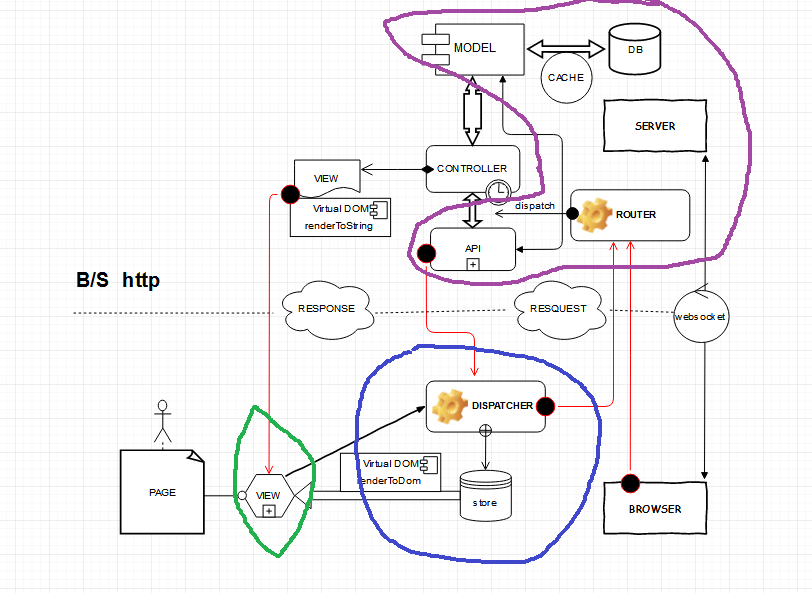 MODEL
DB
CACHE
SERVER
CONTROLLER
VIEW
Virtual DOM
renderToString
dispatch
ROUTER
API
B/S http
RESPONSE
RESQUEST
websocket
DISPATCHER
Virtual DOM
enderToDom
store
PAGE
VIEW
BROWSER